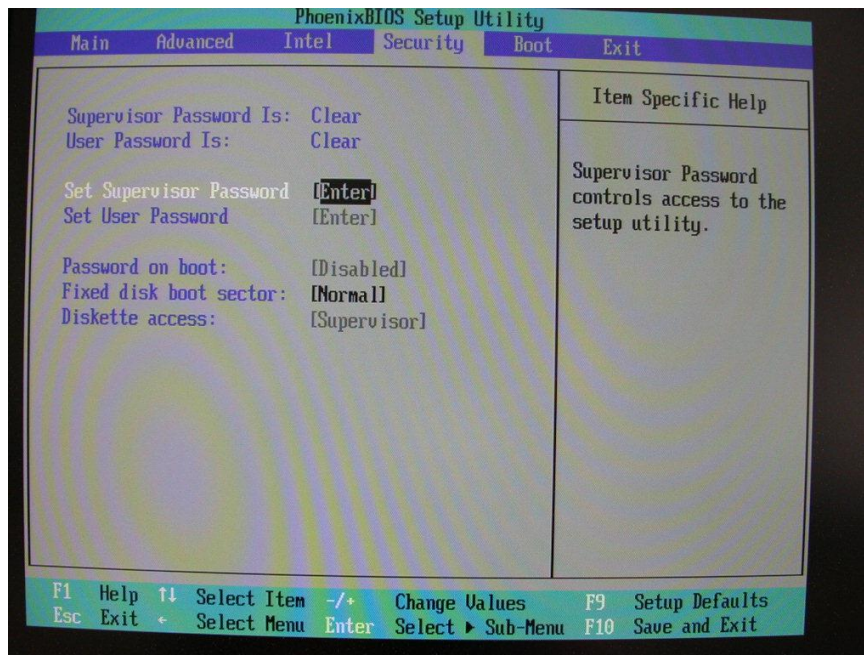 PhoenixBIOS Setup Utility
Main Advanced Intel Security Boot Exit
Item Specific Help
Supervisor Password Is: Clear
User Password Is: Clear
Set Supervisor Password [Enter]
Set User Password [Enter]
Password on boot: [Disabled]
Fixed disk boot sector: [Normal]
Diskette access: [Supervisor]
Supervisor Password
controls access to the
setup utility.
F1 Help ↑↓ Select Item -/+ Change Values F9 Setup Defaults
Esc Exit ← Select Menu Enter Select ▶ Sub-Menu F10 Save and Exit